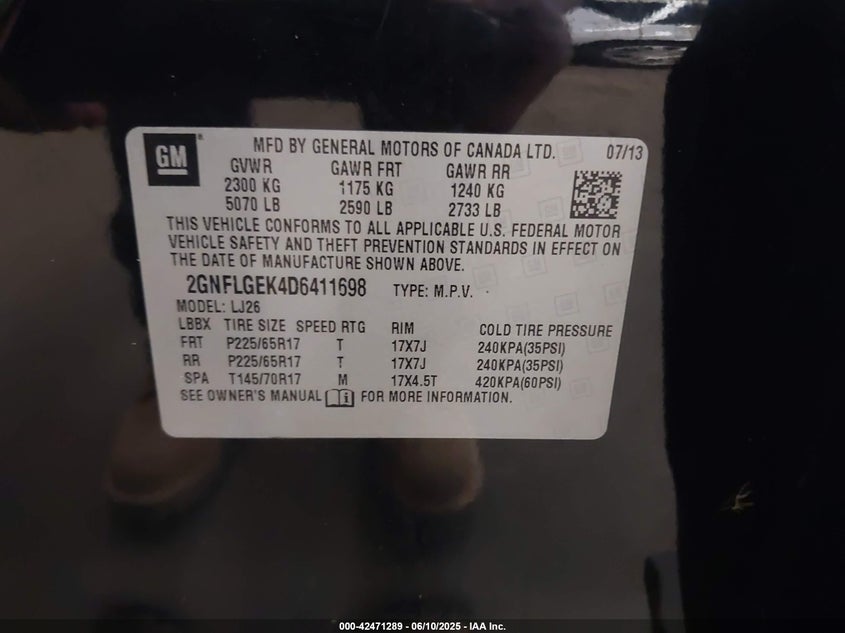 GM ® MFD BY GENERAL MOTORS OF CANADA LTD. 07/13
GVWR GAWR FRT GAWR RR
2300 KG 1175 KG 1240 KG
5070 LB 2590 LB 2733 LB
THIS VEHICLE CONFORMS TO ALL APPLICABLE U.S. FEDERAL MOTOR
VEHICLE SAFETY AND THEFT PREVENTION STANDARDS IN EFFECT ON
THE DATE OF MANUFACTURE SHOWN ABOVE.
2GNFLGEK4D6411698 TYPE: M.P.V.
MODEL: LJ26
LBBX TIRE SIZE SPEED RTG RIM COLD TIRE PRESSURE
FRT P225/65R17 T 17X7J 240KPA(35PSI)
RR P225/65R17 T 17X7J 240KPA(35PSI)
SPA T145/70R17 M 17X4.5T 420KPA(60PSI)
SEE OWNER'S MANUAL i FOR MORE INFORMATION.
000-42471289 - 06/10/2025 - IAA Inc.